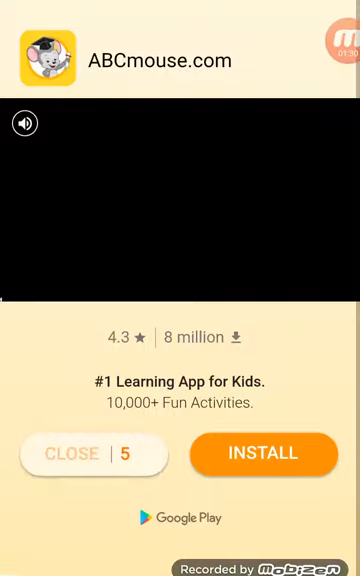 ABCmouse.com
01:30
4.3 ★ | 8 million
#1 Learning App for Kids.
10,000+ Fun Activities.
CLOSE | 5
INSTALL
Google Play
Recorded by mobizen